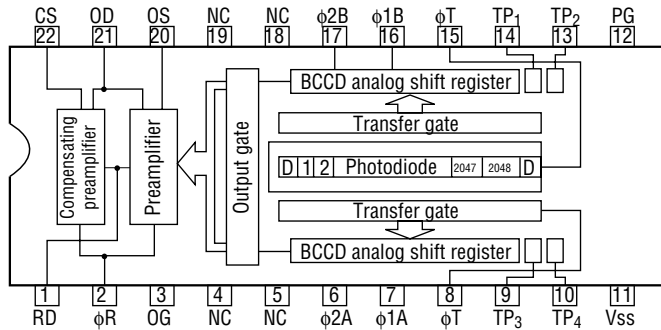 CS OD OS NC NC ϕ2B ϕ1B ϕT TP1 TP2 PG
22 21 20 19 18 17 16 15 14 13 12
BCCD analog shift register
Transfer gate
Compensating preamplifier
Preamplifier
Output gate
D 1 2 Photodiode 2047 2048 D
Transfer gate
BCCD analog shift register
1 2 3 4 5 6 7 8 9 10 11
RD ϕR OG NC NC ϕ2A ϕ1A ϕT TP3 TP4 Vss